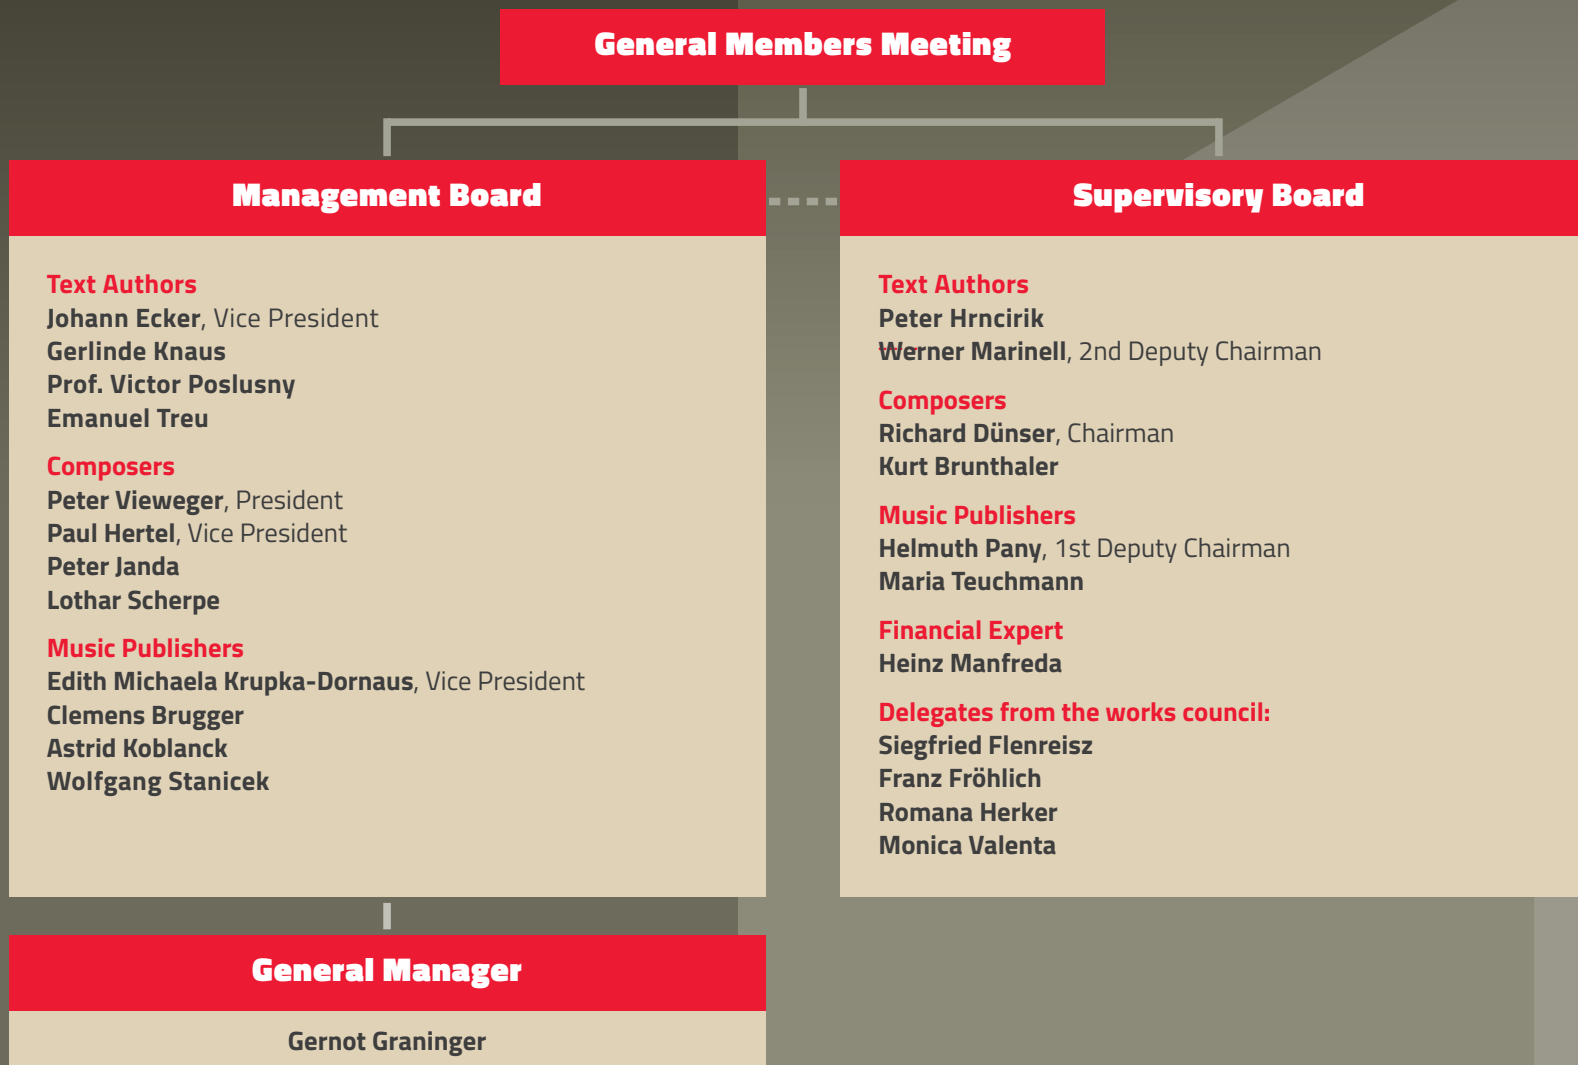 General Members Meeting
Management Board
Text Authors
Johann Ecker, Vice President
Gerlinde Knaus
Prof. Victor Poslusny
Emanuel Treu
Composers
Peter Vieweger, President
Paul Hertel, Vice President
Peter Janda
Lothar Scherpe
Music Publishers
Edith Michaela Krupka-Dornaus, Vice President
Clemens Brugger
Astrid Koblanck
Wolfgang Stanicek
Supervisory Board
Text Authors
Peter Hrncirik
Werner Marinell, 2nd Deputy Chairman
Composers
Richard Dünser, Chairman
Kurt Brunthaler
Music Publishers
Helmuth Pany, 1st Deputy Chairman
Maria Teuchmann
Financial Expert
Heinz Manfreda
Delegates from the works council:
Siegfried Flenreisz
Franz Fröhlich
Romana Herker
Monica Valenta
General Manager
Gernot Graninger